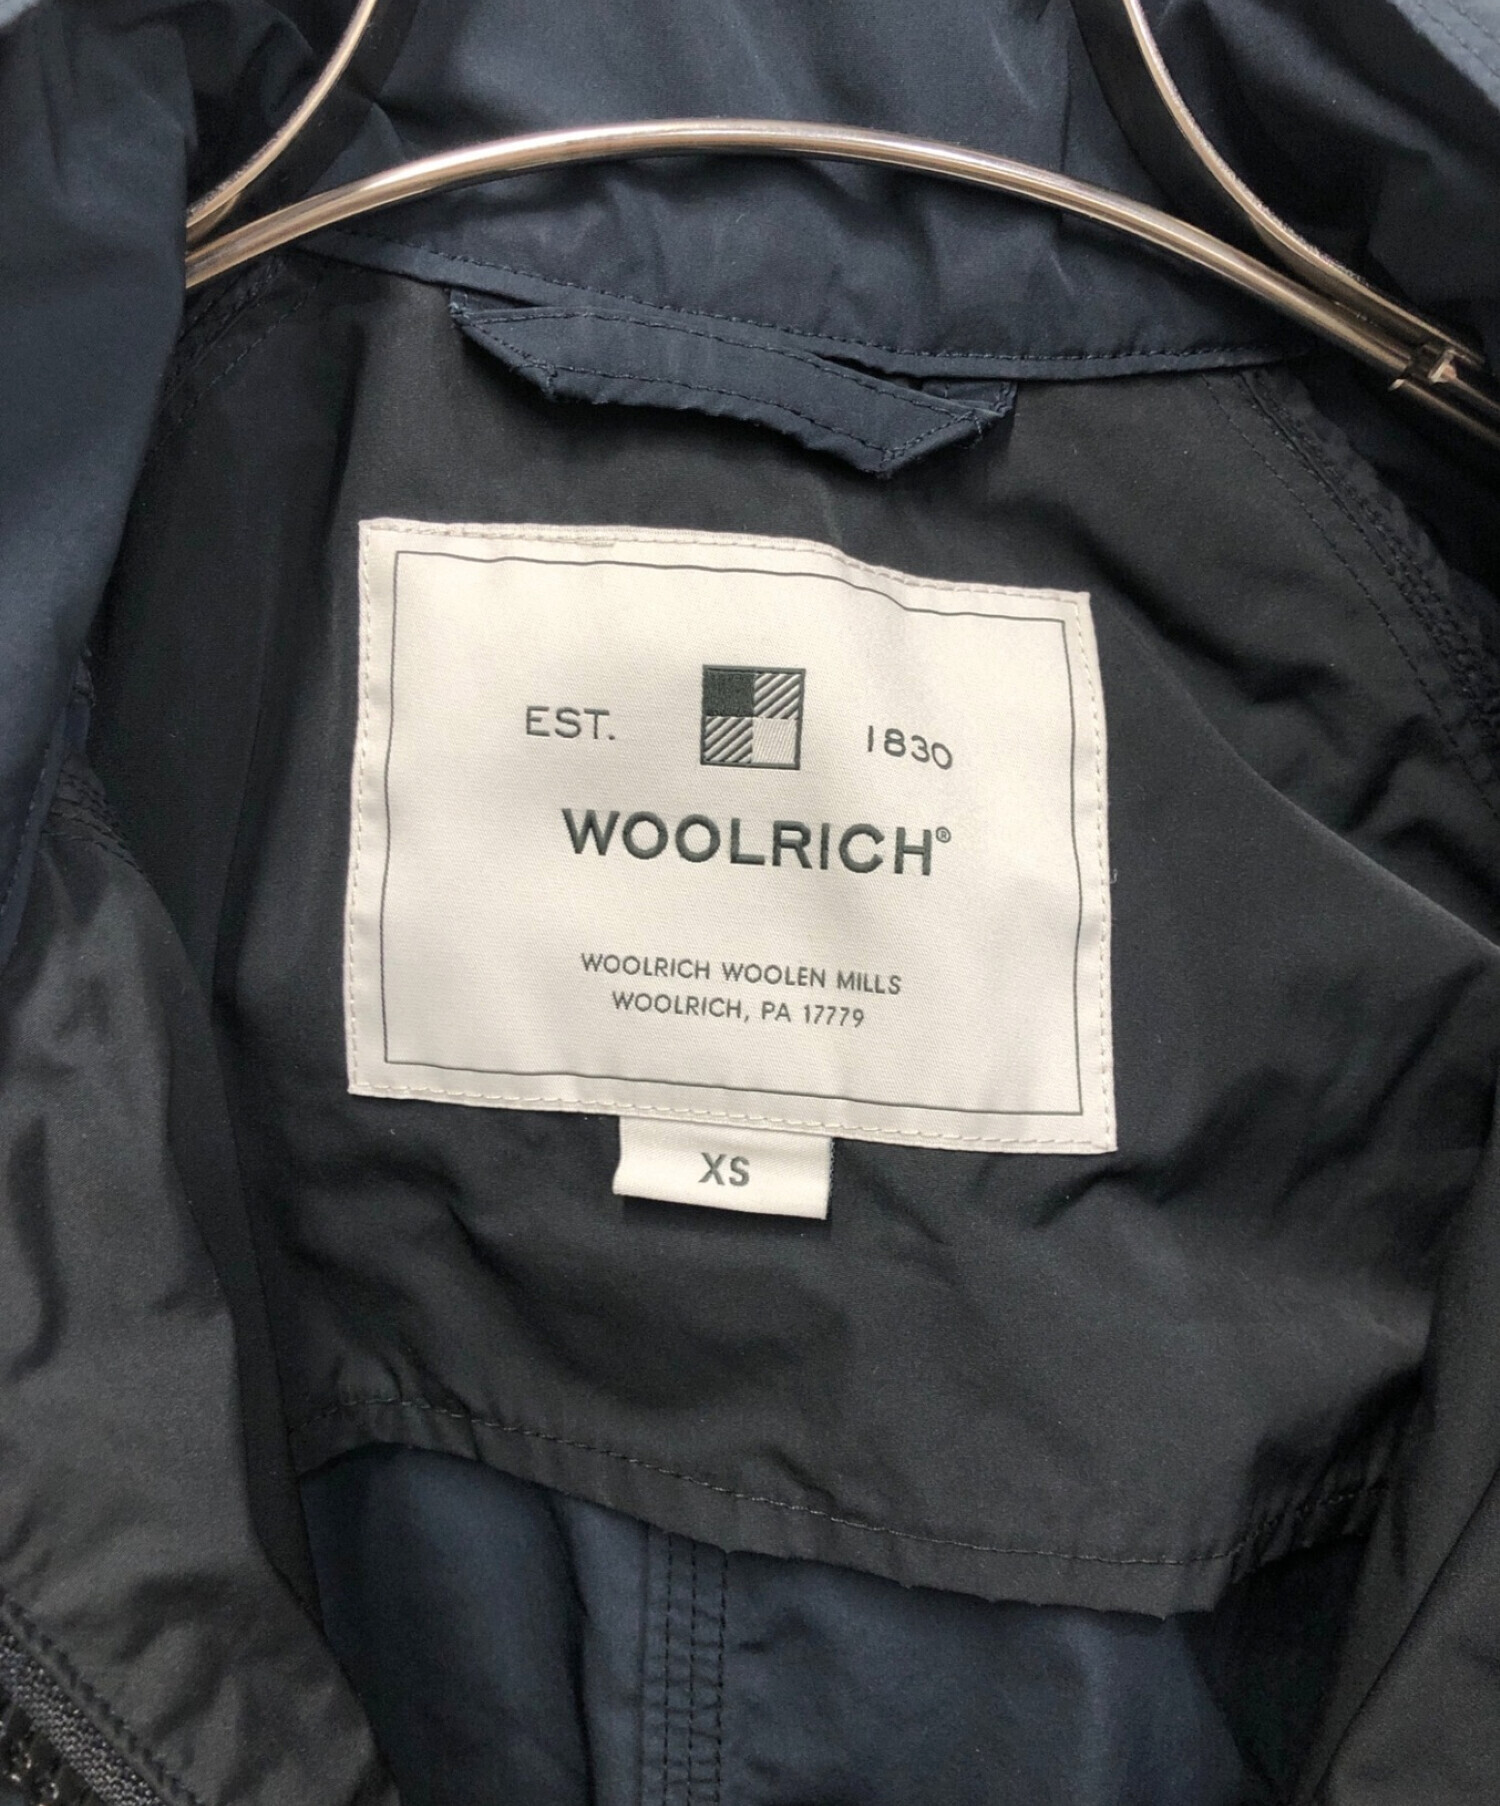 EST. 1830
WOOLRICH®
WOOLRICH WOOLEN MILLS
WOOLRICH, PA 17779
XS